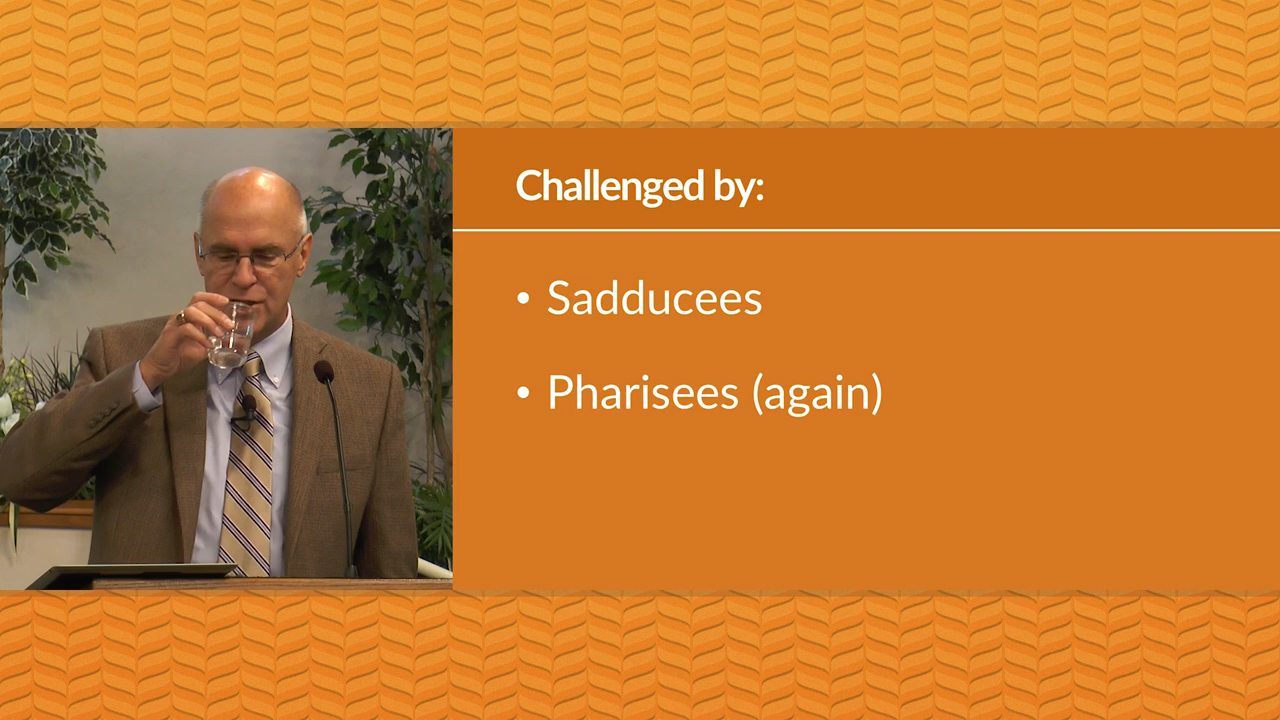 Challenged by:
• Sadducees
• Pharisees (again)